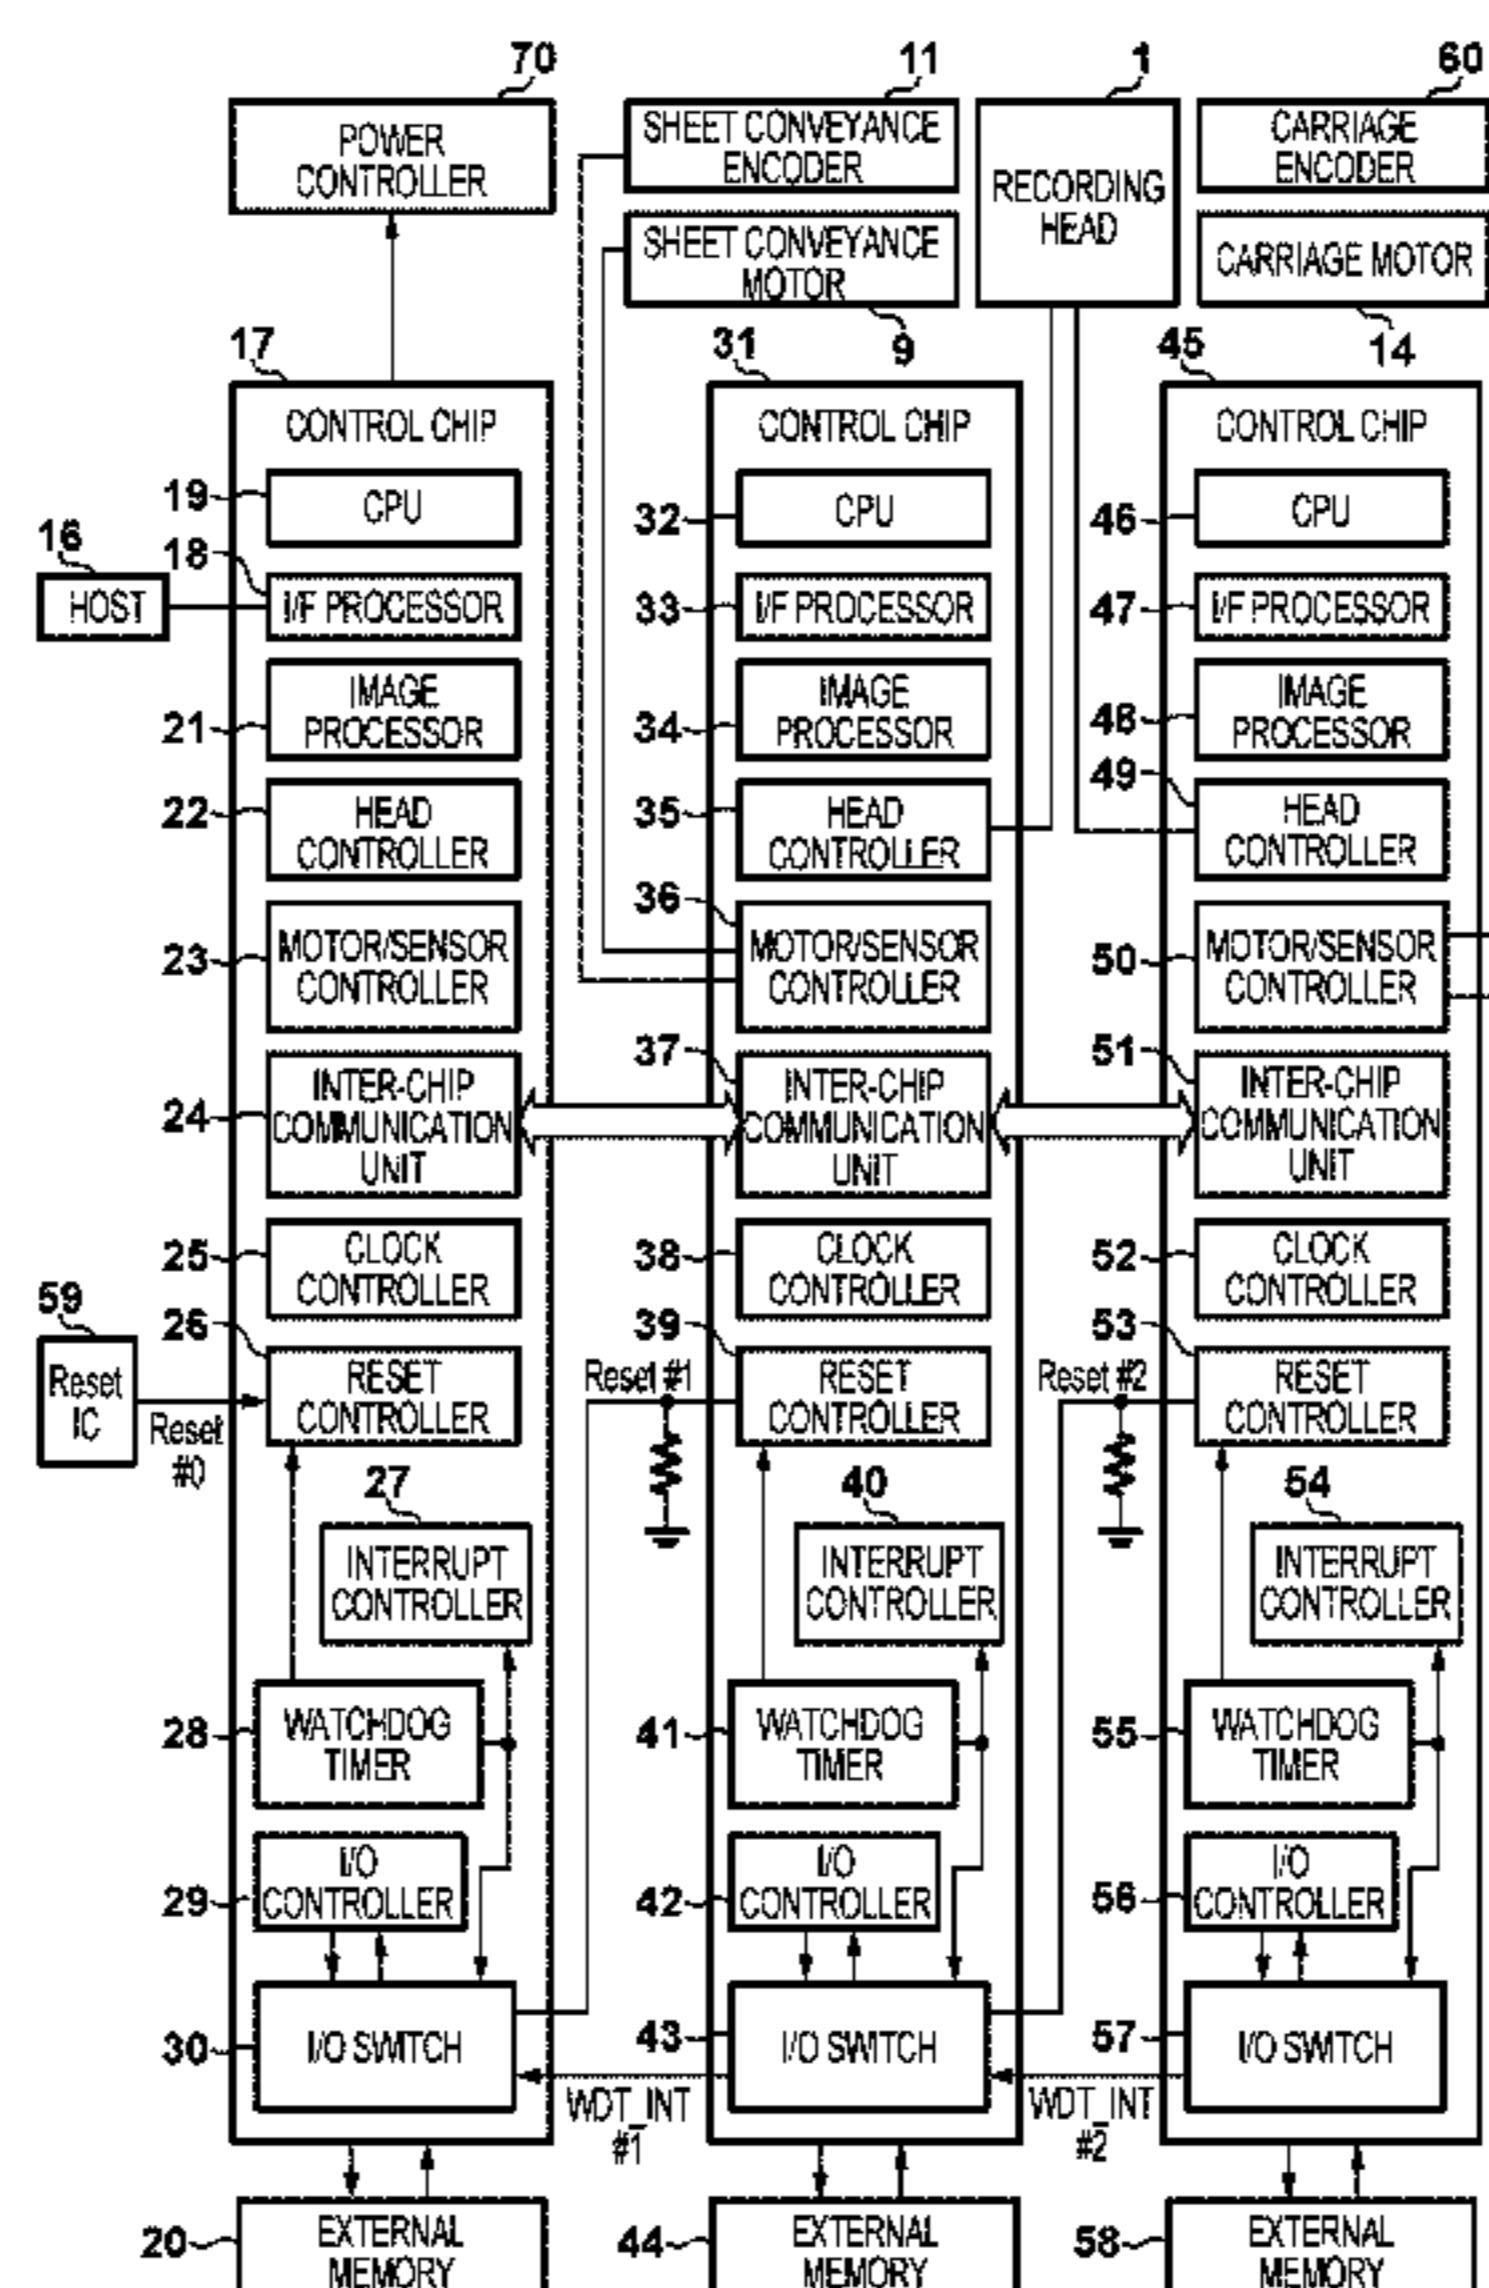 70
11
1
60
POWER
CONTROLLER
SHEET CONVEYANCE
ENCODER
RECORDING
HEAD
CARRIAGE
ENCODER
SHEET CONVEYANCE
MOTOR
CARRIAGE MOTOR
9
14
17
31
45
CONTROL CHIP
CONTROL CHIP
CONTROL CHIP
19
CPU
32
CPU
46
CPU
16
HOST
18
I/F PROCESSOR
33
I/F PROCESSOR
47
I/F PROCESSOR
21
IMAGE
PROCESSOR
34
IMAGE
PROCESSOR
48
IMAGE
PROCESSOR
22
HEAD
CONTROLLER
35
HEAD
CONTROLLER
49
HEAD
CONTROLLER
23
MOTOR/SENSOR
CONTROLLER
36
MOTOR/SENSOR
CONTROLLER
50
MOTOR/SENSOR
CONTROLLER
24
INTER-CHIP
COMMUNICATION
UNIT
37
INTER-CHIP
COMMUNICATION
UNIT
51
INTER-CHIP
COMMUNICATION
UNIT
25
CLOCK
CONTROLLER
38
CLOCK
CONTROLLER
52
CLOCK
CONTROLLER
59
Reset
IC
Reset
#0
26
RESET
CONTROLLER
Reset #1
39
RESET
CONTROLLER
Reset #2
53
RESET
CONTROLLER
27
INTERRUPT
CONTROLLER
40
INTERRUPT
CONTROLLER
54
INTERRUPT
CONTROLLER
28
WATCHDOG
TIMER
41
WATCHDOG
TIMER
55
WATCHDOG
TIMER
29
I/O
CONTROLLER
42
I/O
CONTROLLER
56
I/O
CONTROLLER
30
I/O SWITCH
43
I/O SWITCH
57
I/O SWITCH
WDT_INT
#1
WDT_INT
#2
20
EXTERNAL
MEMORY
44
EXTERNAL
MEMORY
58
EXTERNAL
MEMORY